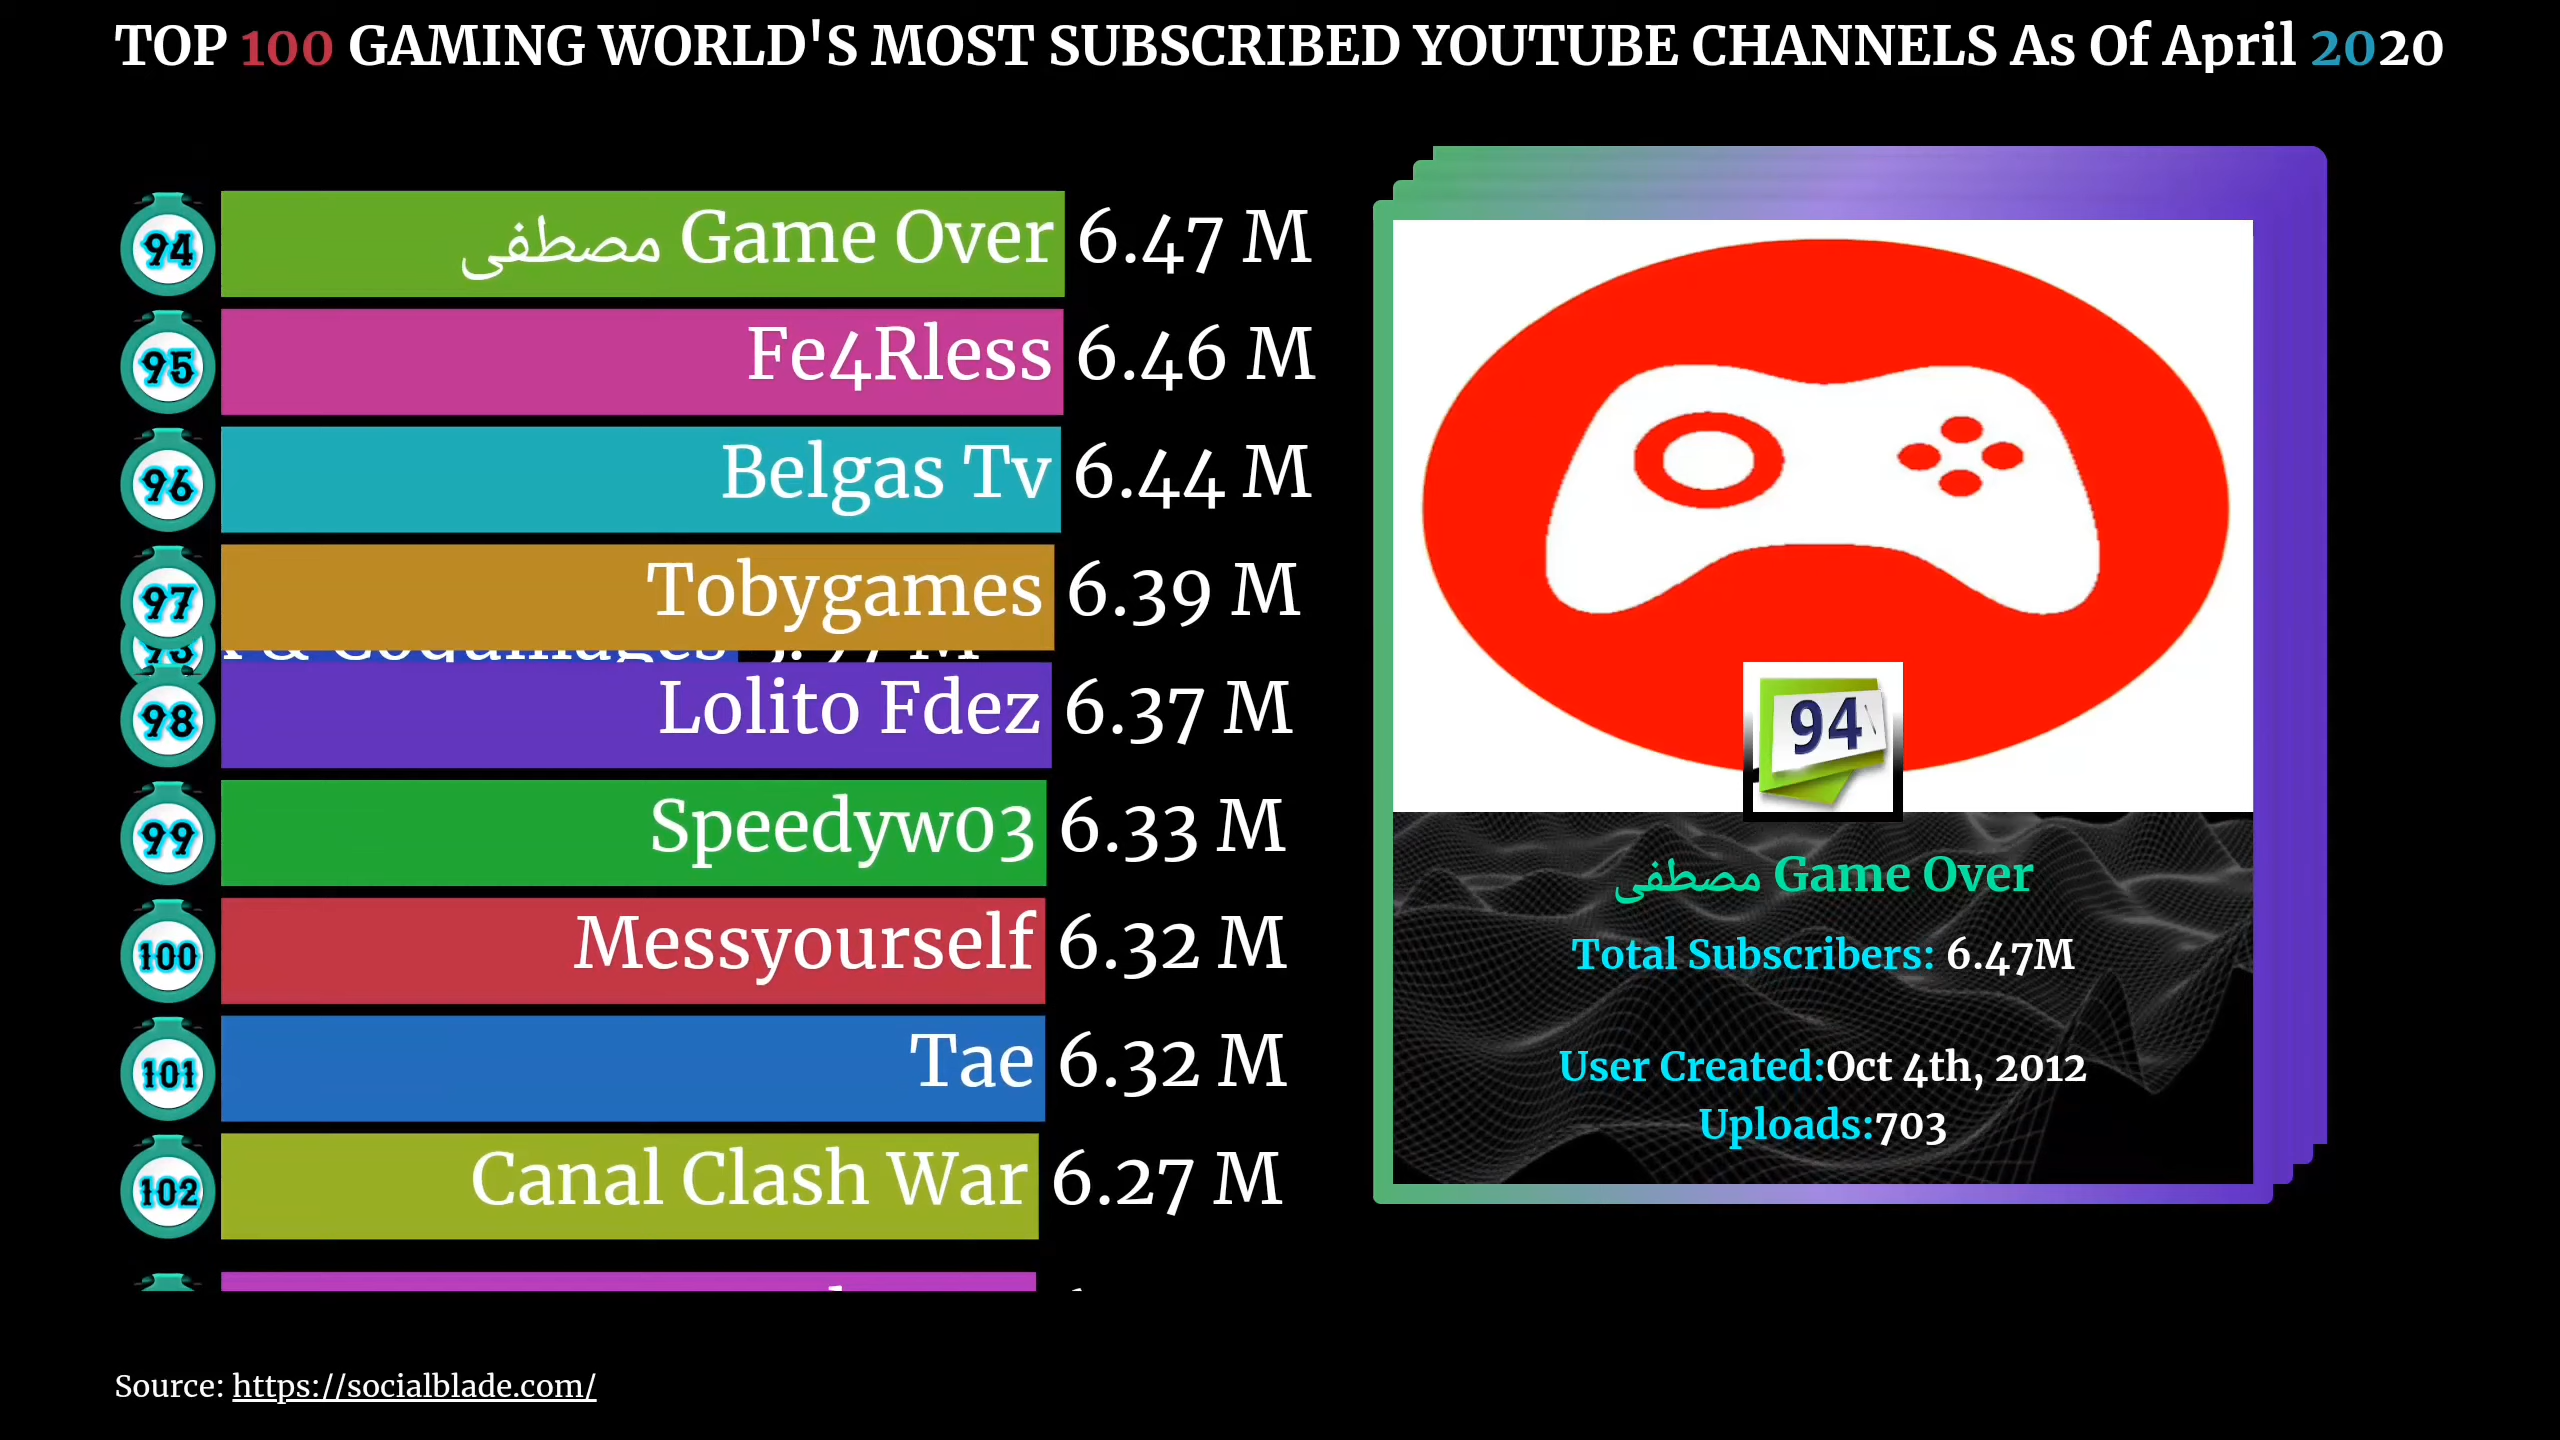 TOP 100 GAMING WORLD'S MOST SUBSCRIBED YOUTUBE CHANNELS As Of April 2020
94 مصطفى Game Over 6.47 M
95 Fe4Rless 6.46 M
96 Belgas Tv 6.44 M
97 Tobygames 6.39 M
98 Lolito Fdez 6.37 M
99 Speedyw03 6.33 M
100 Messyourself 6.32 M
101 Tae 6.32 M
102 Canal Clash War 6.27 M
94
مصطفى Game Over
Total Subscribers: 6.47M
User Created:Oct 4th, 2012
Uploads:703
Source: https://socialblade.com/